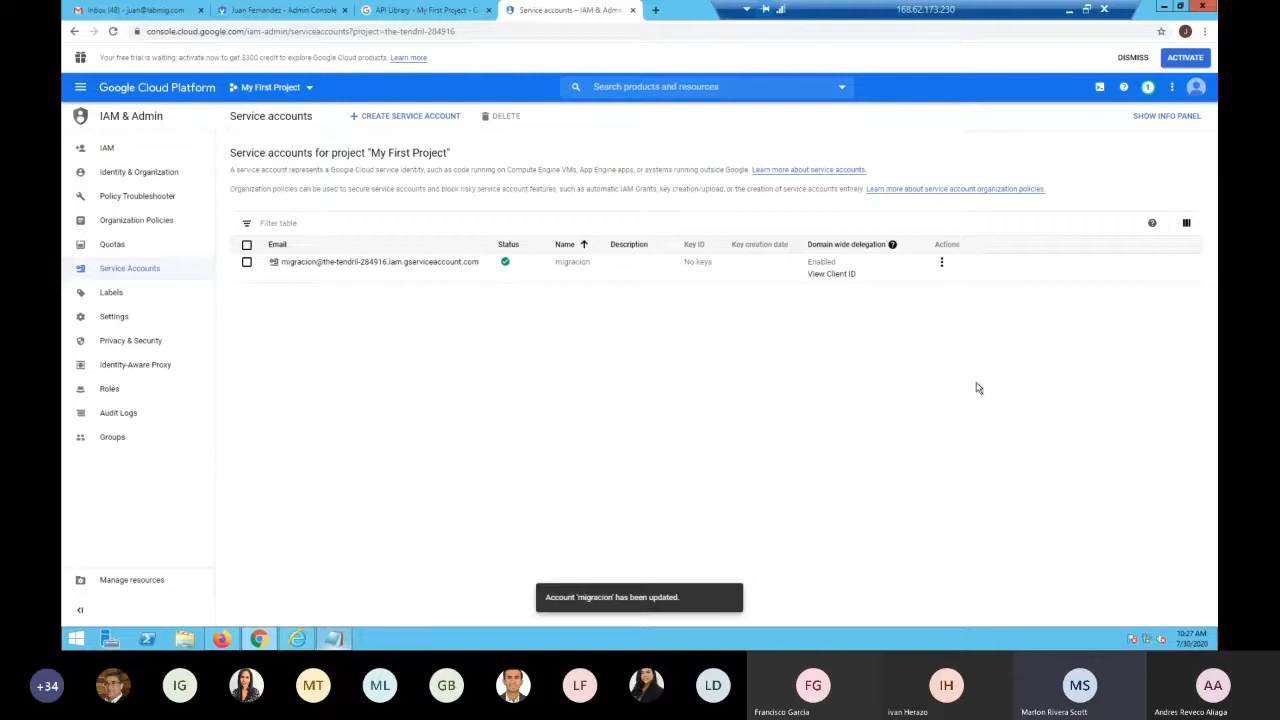 Inbox (48) - juan@labmig.com
Juan Fernandez - Admin Console
API Library - My First Project - G
Service accounts – IAM & Admin
168.62.173.230
console.cloud.google.com/iam-admin/serviceaccounts?project=the-tendril-284916
J
Your free trial is waiting: activate now to get $300 credit to explore Google Cloud products. Learn more
DISMISS
ACTIVATE
Google Cloud Platform
My First Project
Search products and resources
1
IAM & Admin
Service accounts
CREATE SERVICE ACCOUNT
DELETE
SHOW INFO PANEL
IAM
Identity & Organization
Policy Troubleshooter
Organization Policies
Quotas
Service Accounts
Labels
Settings
Privacy & Security
Identity-Aware Proxy
Roles
Audit Logs
Groups
Manage resources
Service accounts for project "My First Project"
A service account represents a Google Cloud service identity, such as code running on Compute Engine VMs, App Engine apps, or systems running outside Google. Learn more about service accounts.
Organization policies can be used to secure service accounts and block risky service account features, such as automatic IAM Grants, key creation/upload, or the creation of service accounts entirely. Learn more about service account organization policies.
Filter table
Email Status Name Description Key ID Key creation date Domain wide delegation Actions
migracion@the-tendril-284916.iam.gserviceaccount.com migracion No keys Enabled
View Client ID
Account 'migracion' has been updated.
10:27 AM
7/30/2020
+34
IG
MT
ML
GB
LF
LD
FG
Francisco Garcia
IH
ivan Herazo
MS
Marlon Rivera Scott
AA
Andres Reveco Aliaga